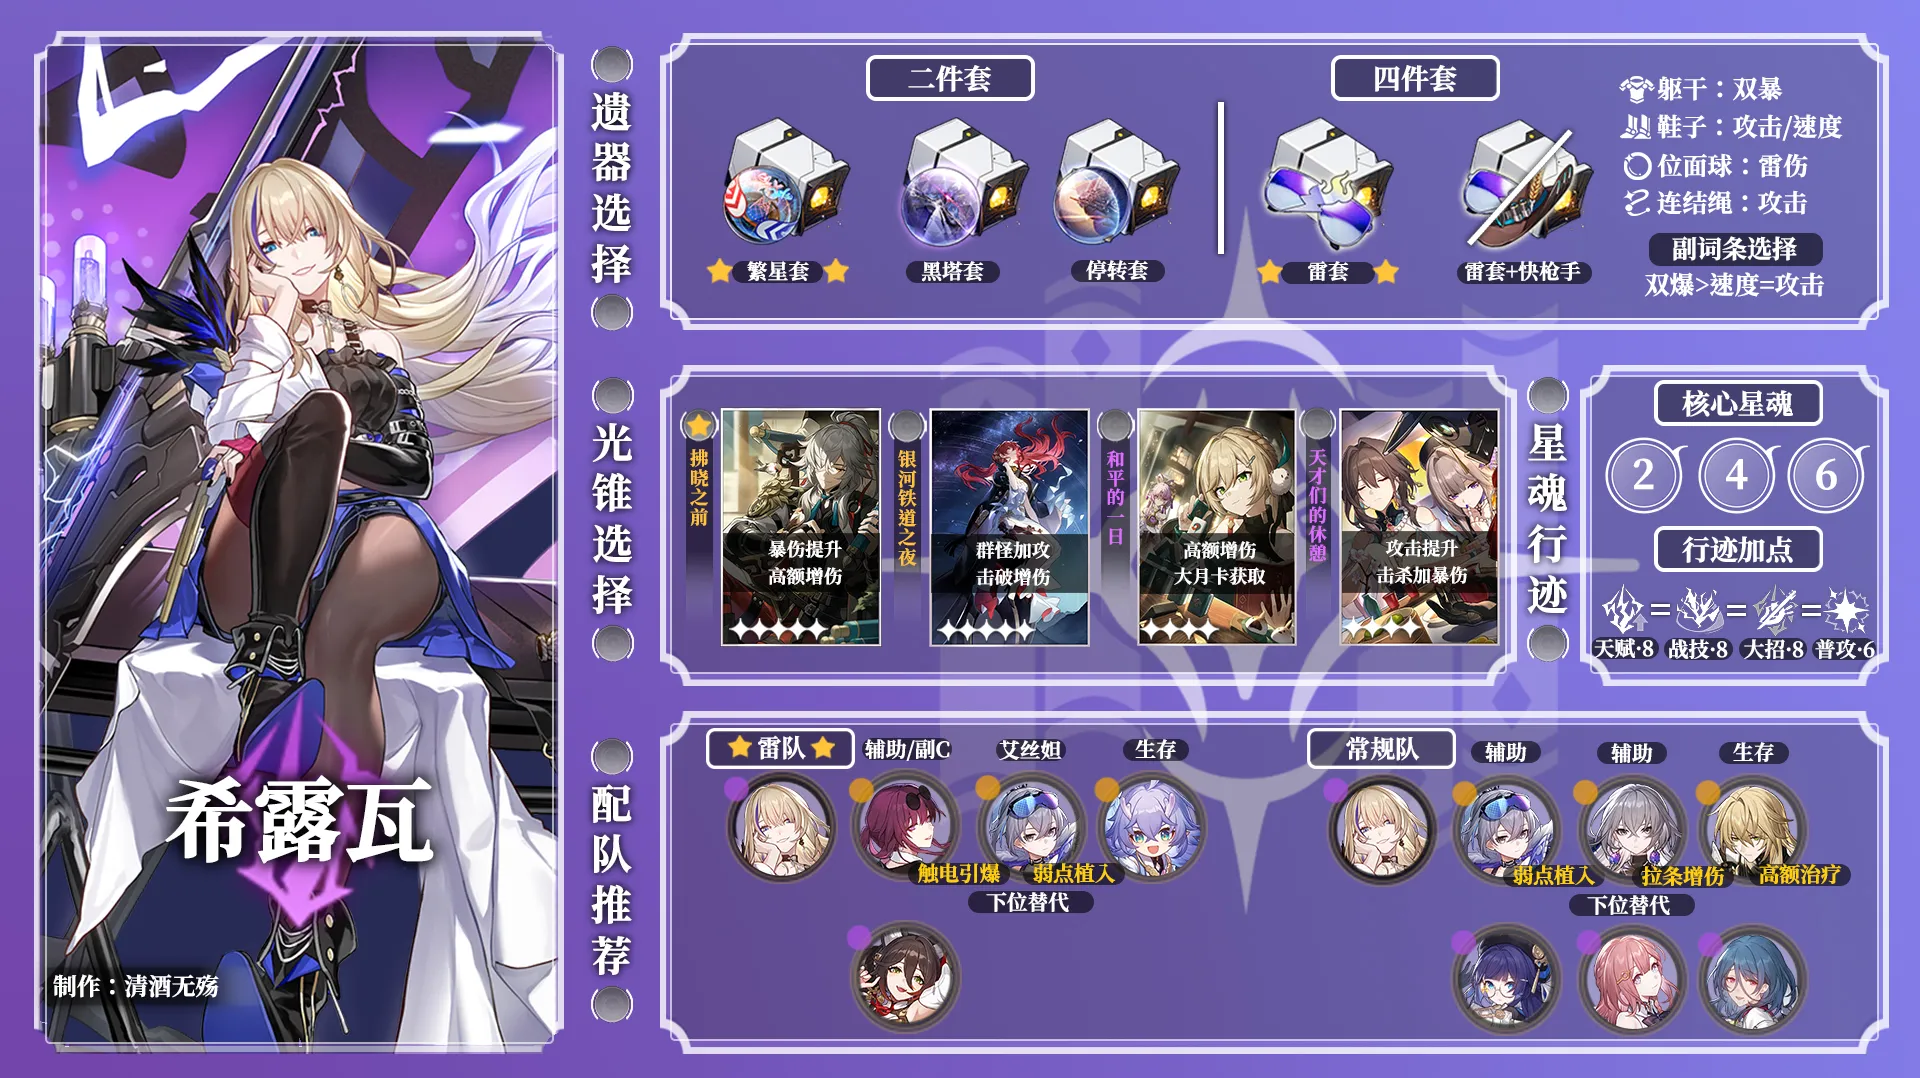 希露瓦
制作：清酒无殇
遗器选择
二件套
繁星套
黑塔套
停转套
四件套
雷套
雷套+快枪手
躯干：双暴
鞋子：攻击/速度
位面球：雷伤
连结绳：攻击
副词条选择
双爆>速度=攻击
光锥选择
拂晓之前
暴伤提升
高额增伤
银河铁道之夜
群怪加攻
击破增伤
和平的一日
高额增伤
大月卡获取
天才们的休憩
攻击提升
击杀加暴伤
星魂行迹
核心星魂
2 4 6
行迹加点
= = =
天赋·8 战技·8 大招·8 普攻·6
配队推荐
雷队 辅助/副C 艾丝妲 生存
触电引爆 弱点植入
下位替代
常规队 辅助 辅助 生存
弱点植入 拉条增伤 高额治疗
下位替代